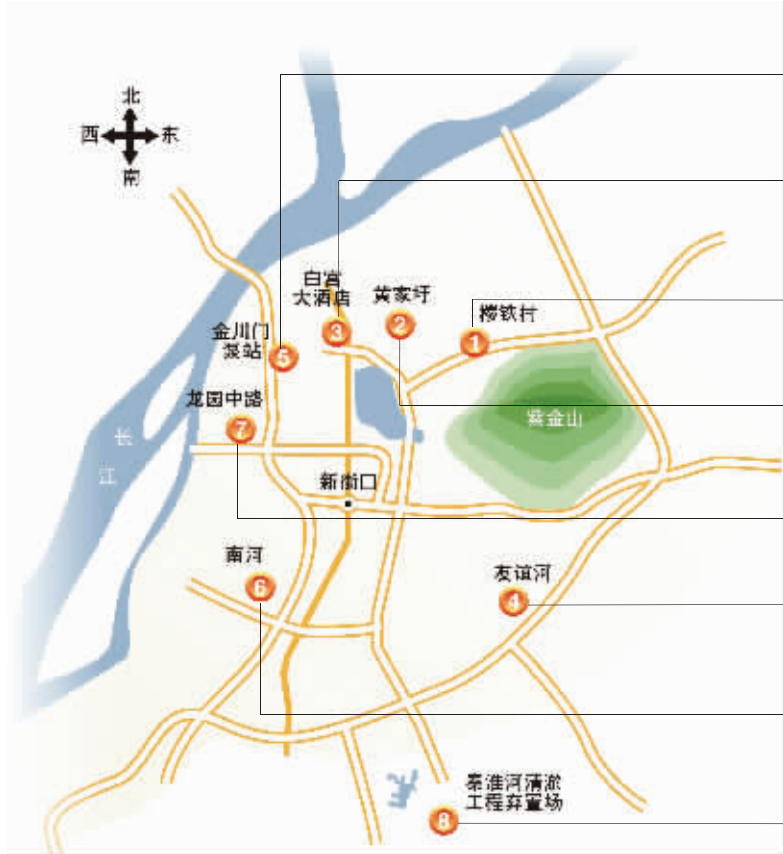 北
西 东
南
白宫
大酒店
黄家圩
樱铁村
3
2
1
金川门
泵站
5
龙园中路
7
紫金山
长
江
新街口
南河
6
友谊河
4
秦淮河清淤
工程弃置场
8